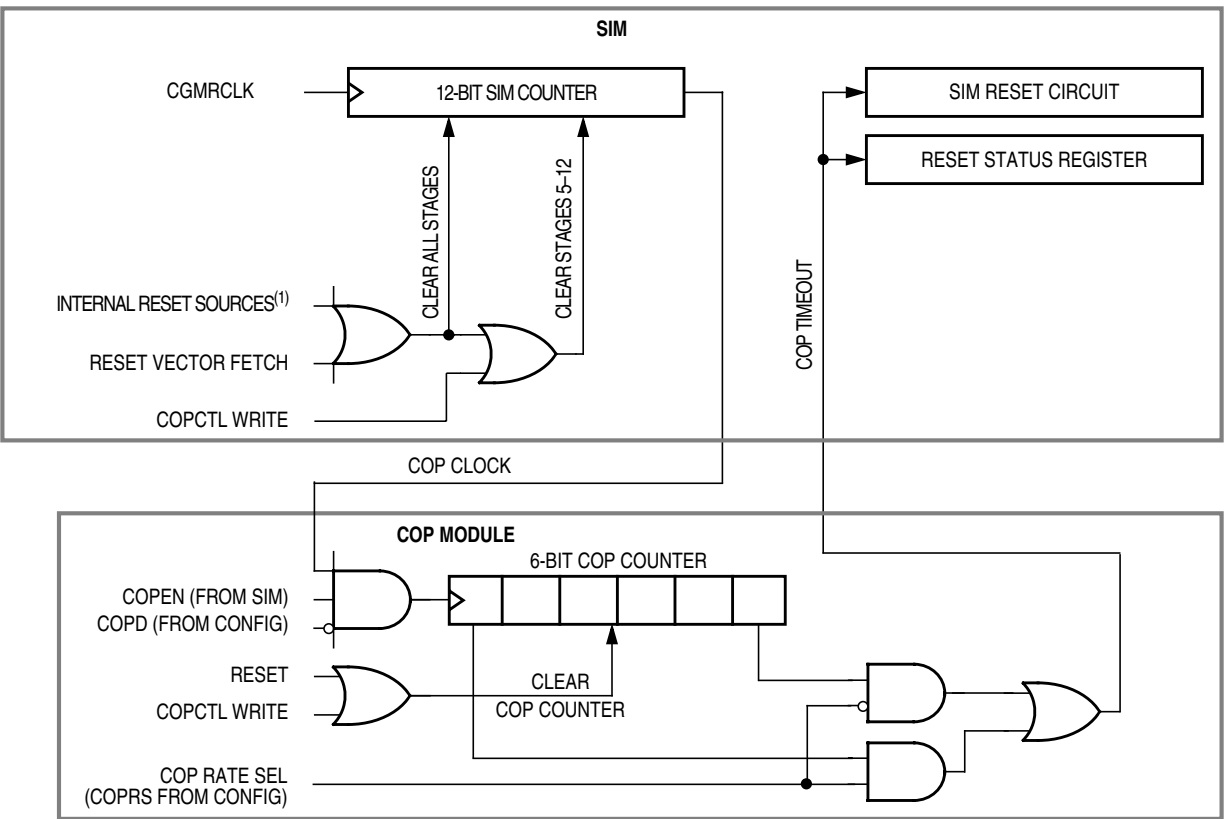 SIM
CGMRCLK
12-BIT SIM COUNTER
SIM RESET CIRCUIT
RESET STATUS REGISTER
CLEAR ALL STAGES
CLEAR STAGES 5–12
COP TIMEOUT
INTERNAL RESET SOURCES(1)
RESET VECTOR FETCH
COPCTL WRITE
COP CLOCK
COP MODULE
6-BIT COP COUNTER
COPEN (FROM SIM)
COPD (FROM CONFIG)
RESET
CLEAR
COPCTL WRITE
COP COUNTER
COP RATE SEL
(COPRS FROM CONFIG)